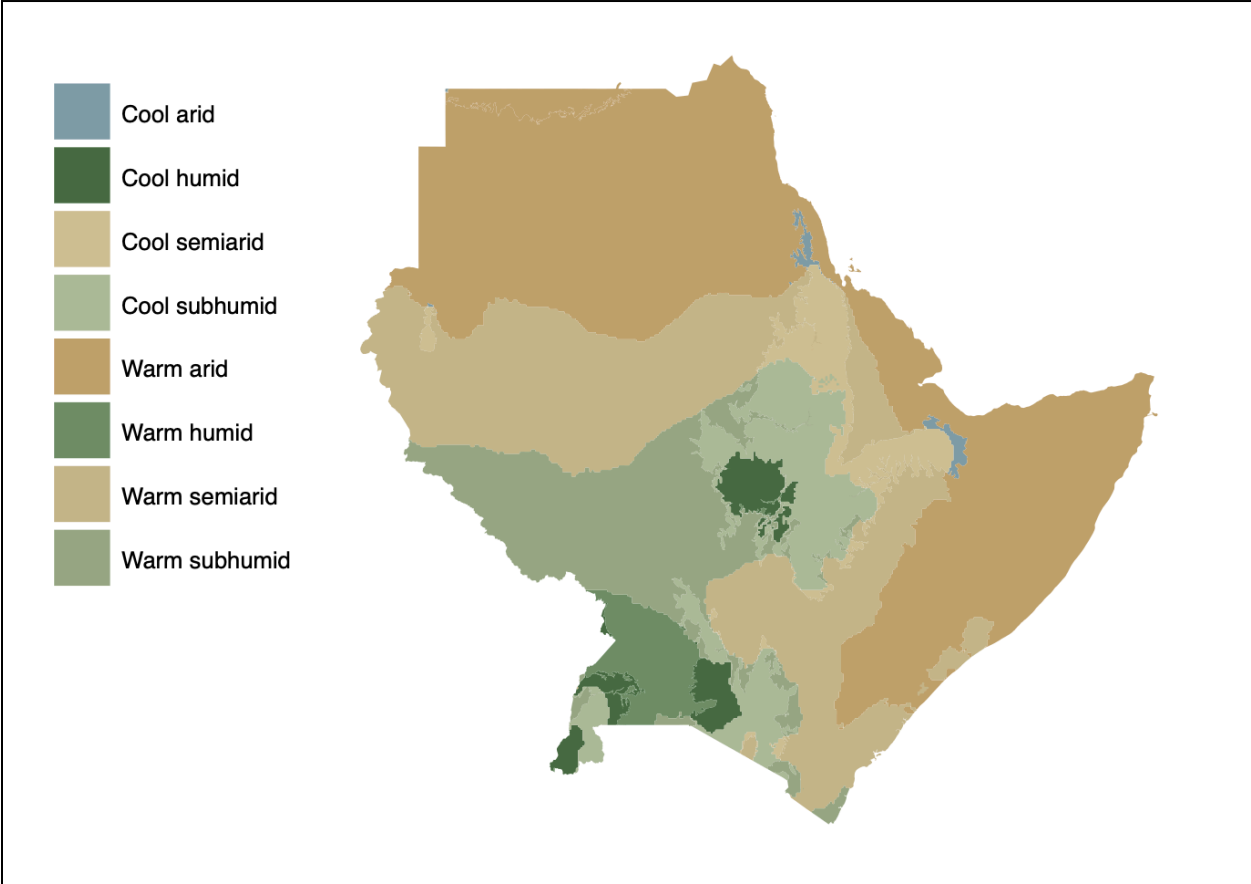 Cool arid
Cool humid
Cool semiarid
Cool subhumid
Warm arid
Warm humid
Warm semiarid
Warm subhumid